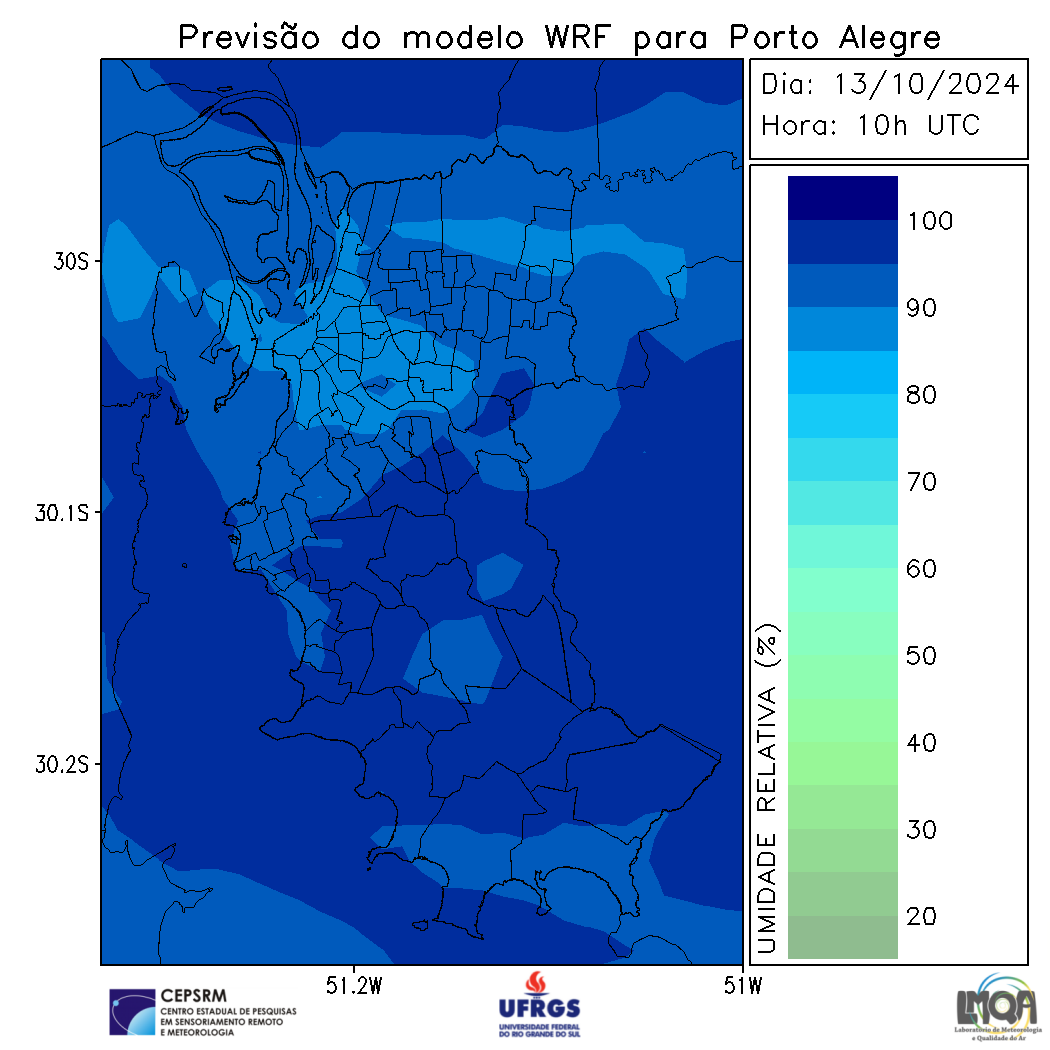 Previsão do modelo WRF para Porto Alegre
Dia: 13/10/2024
Hora: 10h UTC
100
90
80
70
60
50
40
30
20
UMIDADE RELATIVA (%)
30S
30.1S
30.2S
51.2W
51W
CEPSRM
CENTRO ESTADUAL DE PESQUISAS
EM SENSORIAMENTO REMOTO
E METEOROLOGIA
UFRGS
UNIVERSIDADE FEDERAL
DO RIO GRANDE DO SUL
LMQA
Laboratório de Meteorologia
e Qualidade do Ar